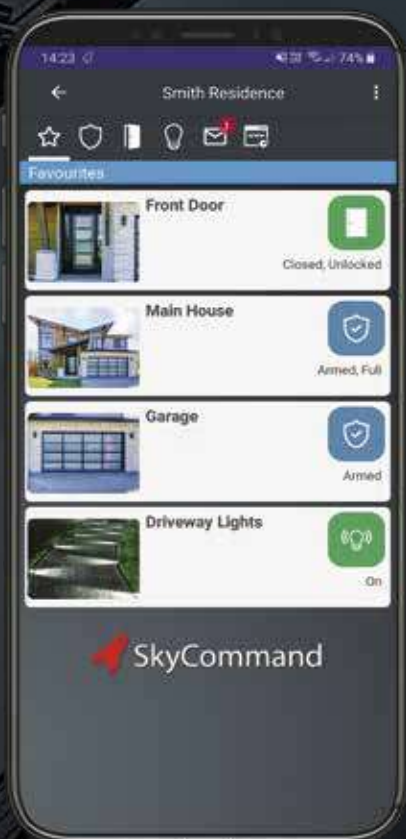 14:23
74%
Smith Residence
1
Favourites
Front Door
Closed, Unlocked
Main House
Armed, Full
Garage
Armed
Driveway Lights
On
SkyCommand